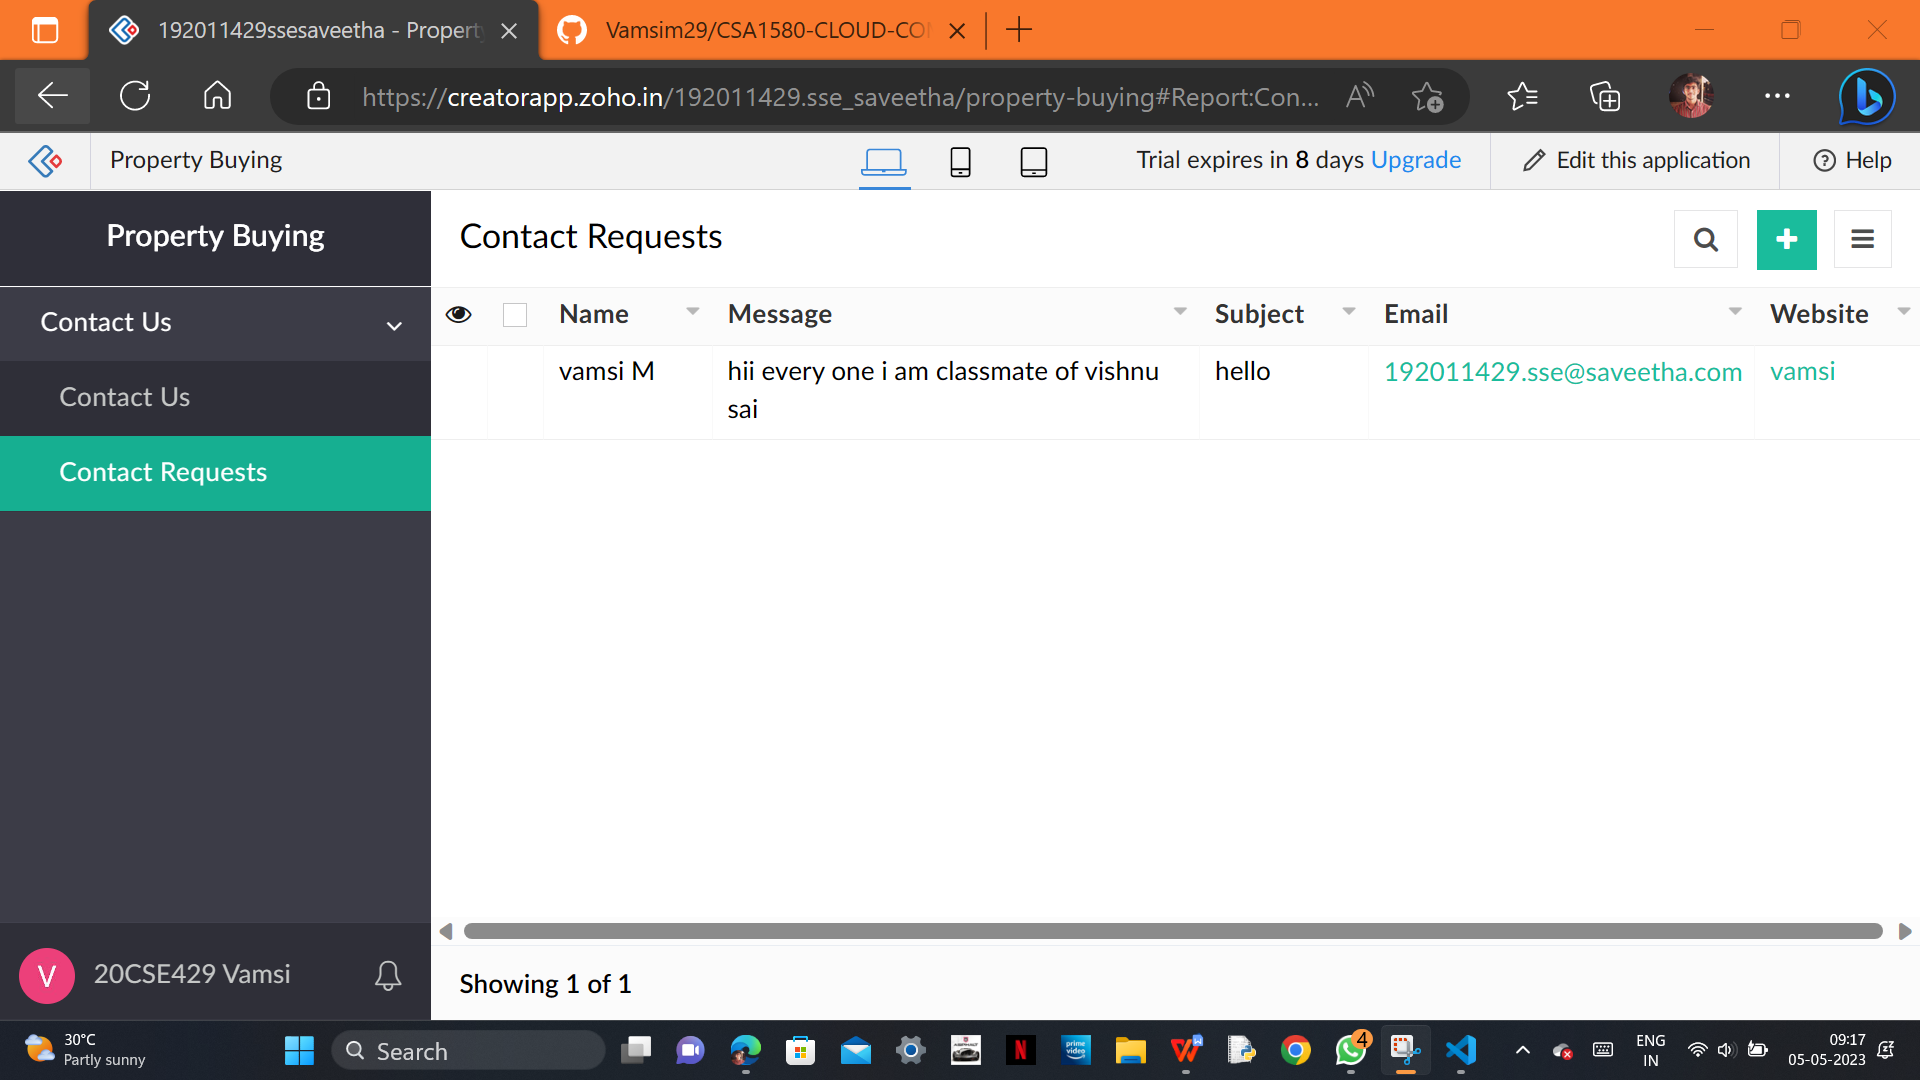 192011429ssesaveetha - Propert
Vamsim29/CSA1580-CLOUD-CO
https://creatorapp.zoho.in/192011429.sse_saveetha/property-buying#Report:Con...
Property Buying
Trial expires in 8 days Upgrade
Edit this application
Help
Property Buying
Contact Us
Contact Us
Contact Requests
20CSE429 Vamsi
V
Contact Requests
Name Message Subject Email Website
vamsi M hii every one i am classmate of vishnu hello 192011429.sse@saveetha.com vamsi
sai
Showing 1 of 1
30°C
Partly sunny
Search
prime
video
N
4
ENG
IN
09:17
05-05-2023